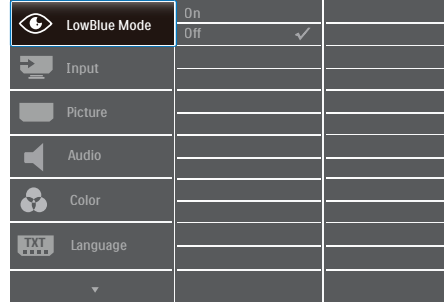 LowBlue Mode
On
Off
Input
Picture
Audio
Color
TXT
Language